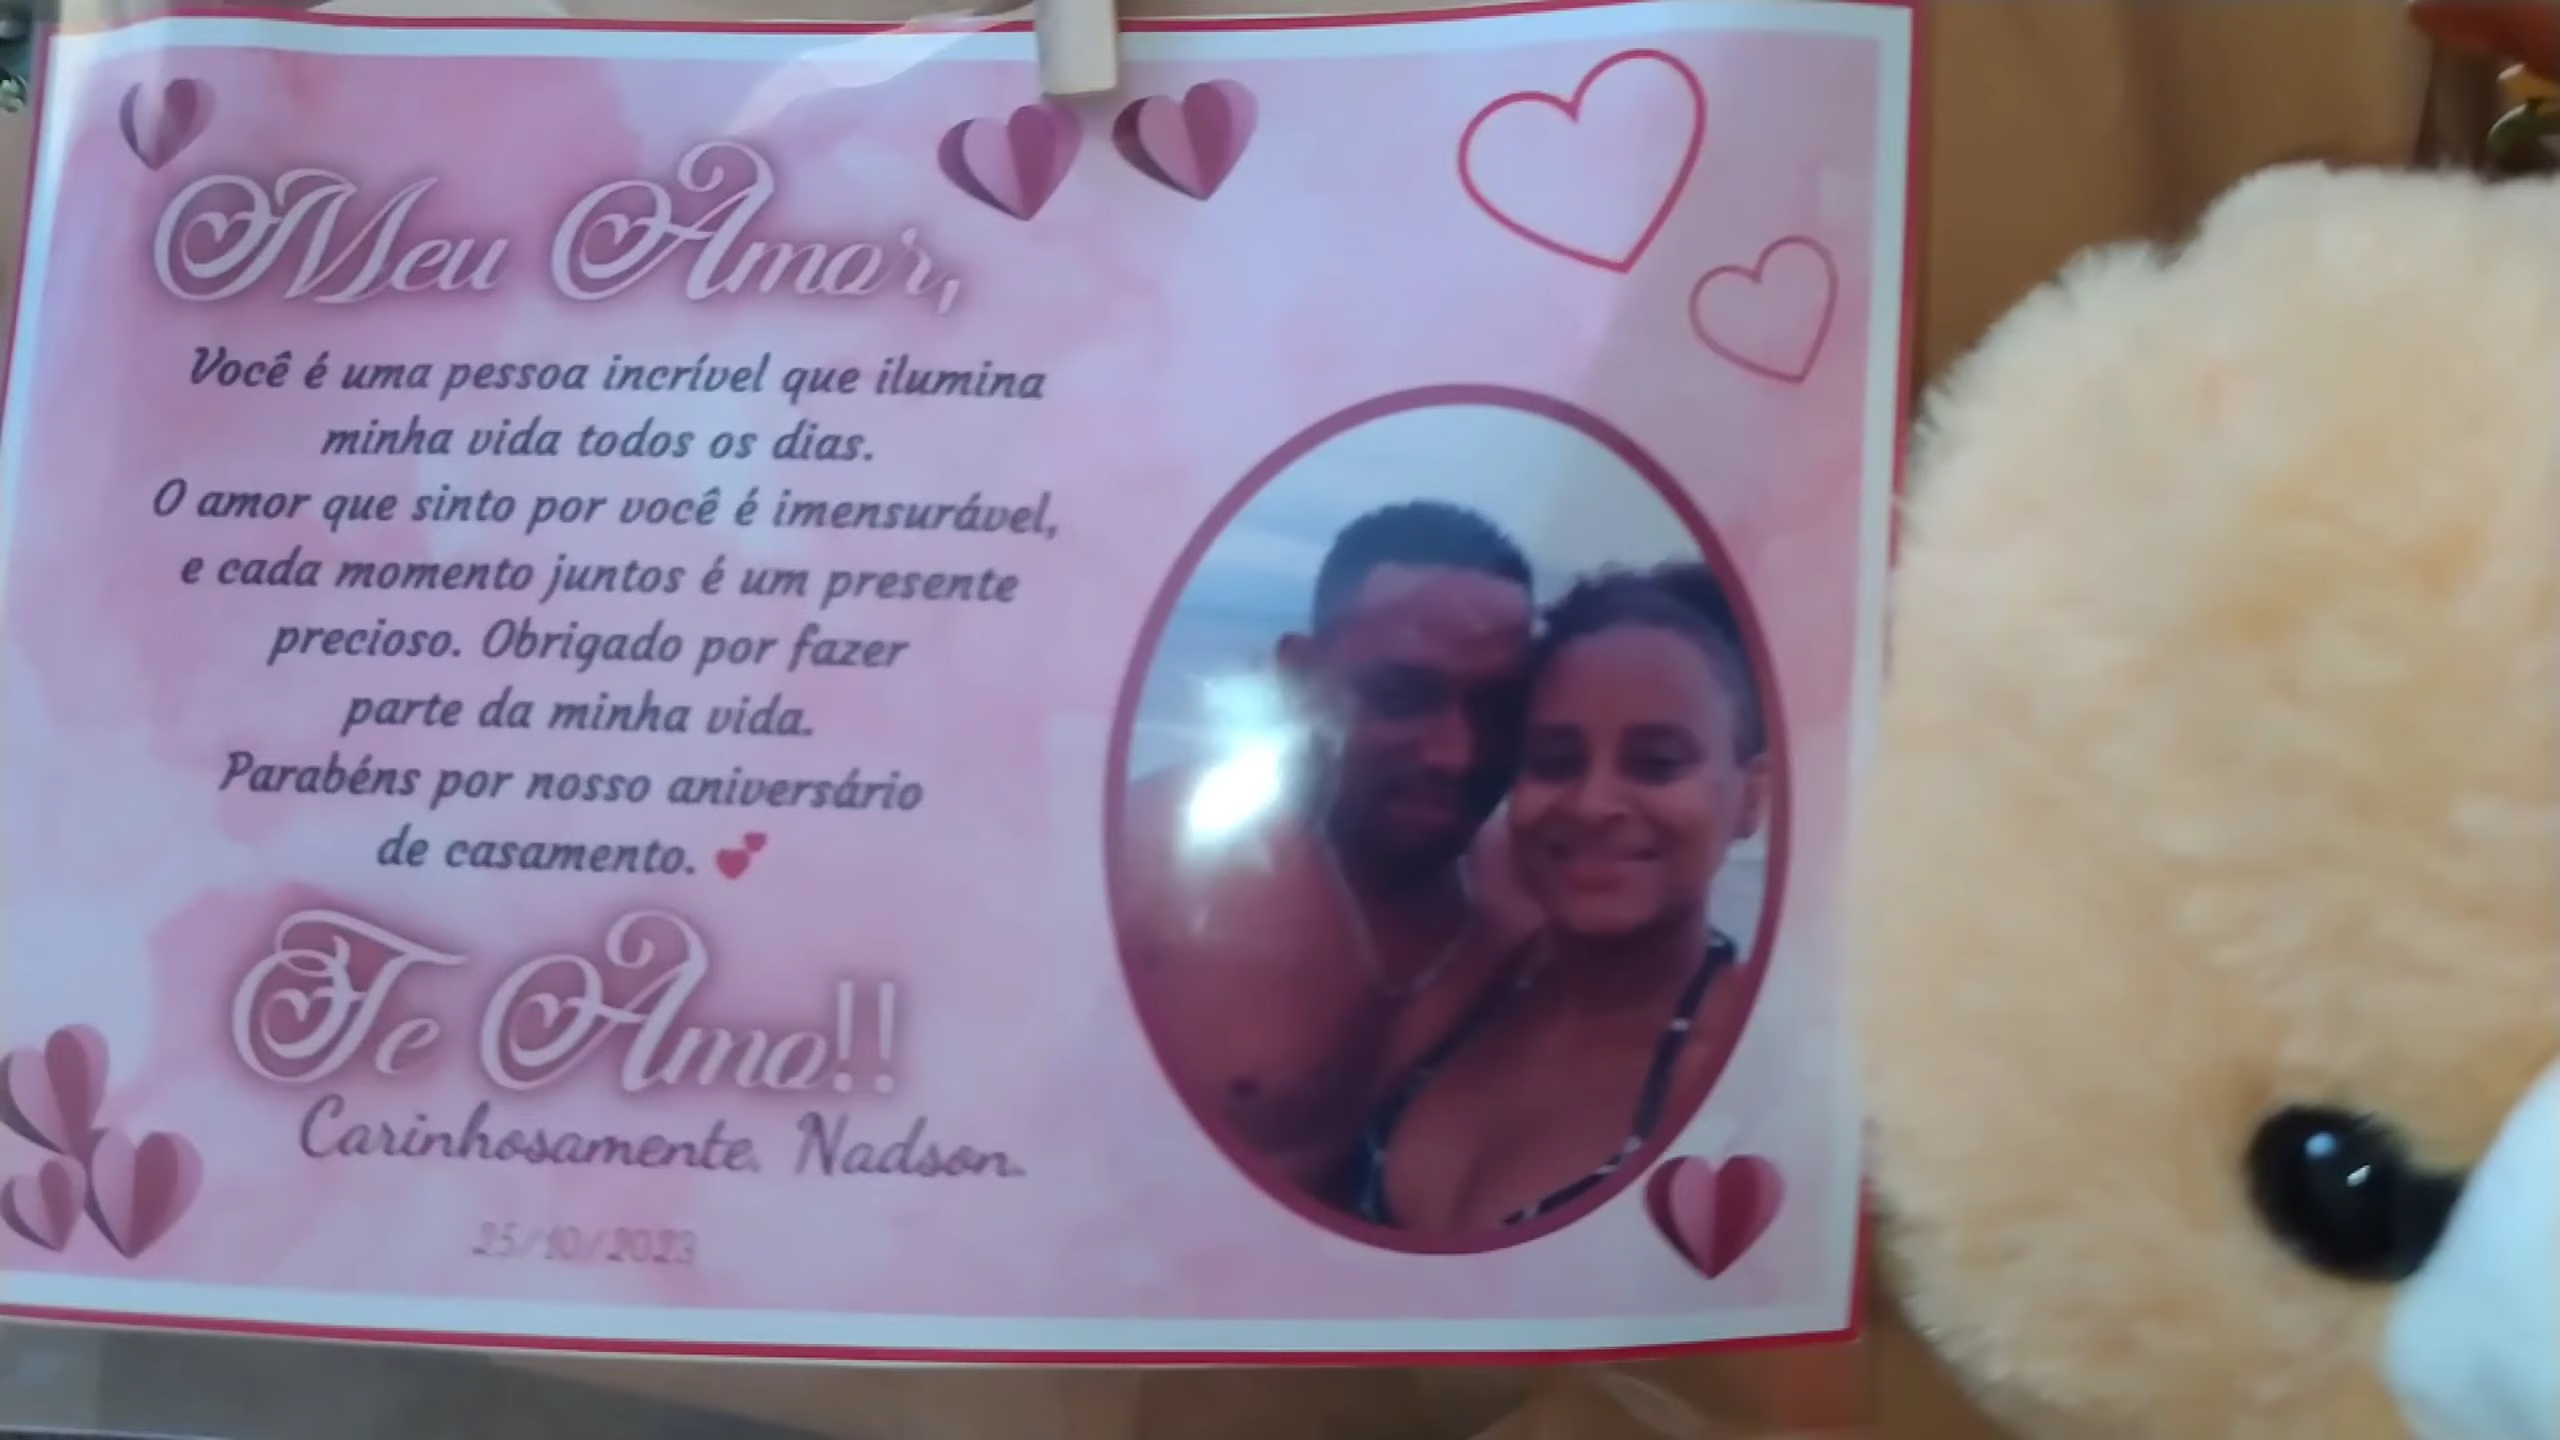 Meu Amor,
Você é uma pessoa incrível que ilumina
minha vida todos os dias.
O amor que sinto por você é imensurável,
e cada momento juntos é um presente
precioso. Obrigado por fazer
parte da minha vida.
Parabéns por nosso aniversário
de casamento. 💕
Te Amo!!
Carinhosamente. Nadson.
25/10/2023